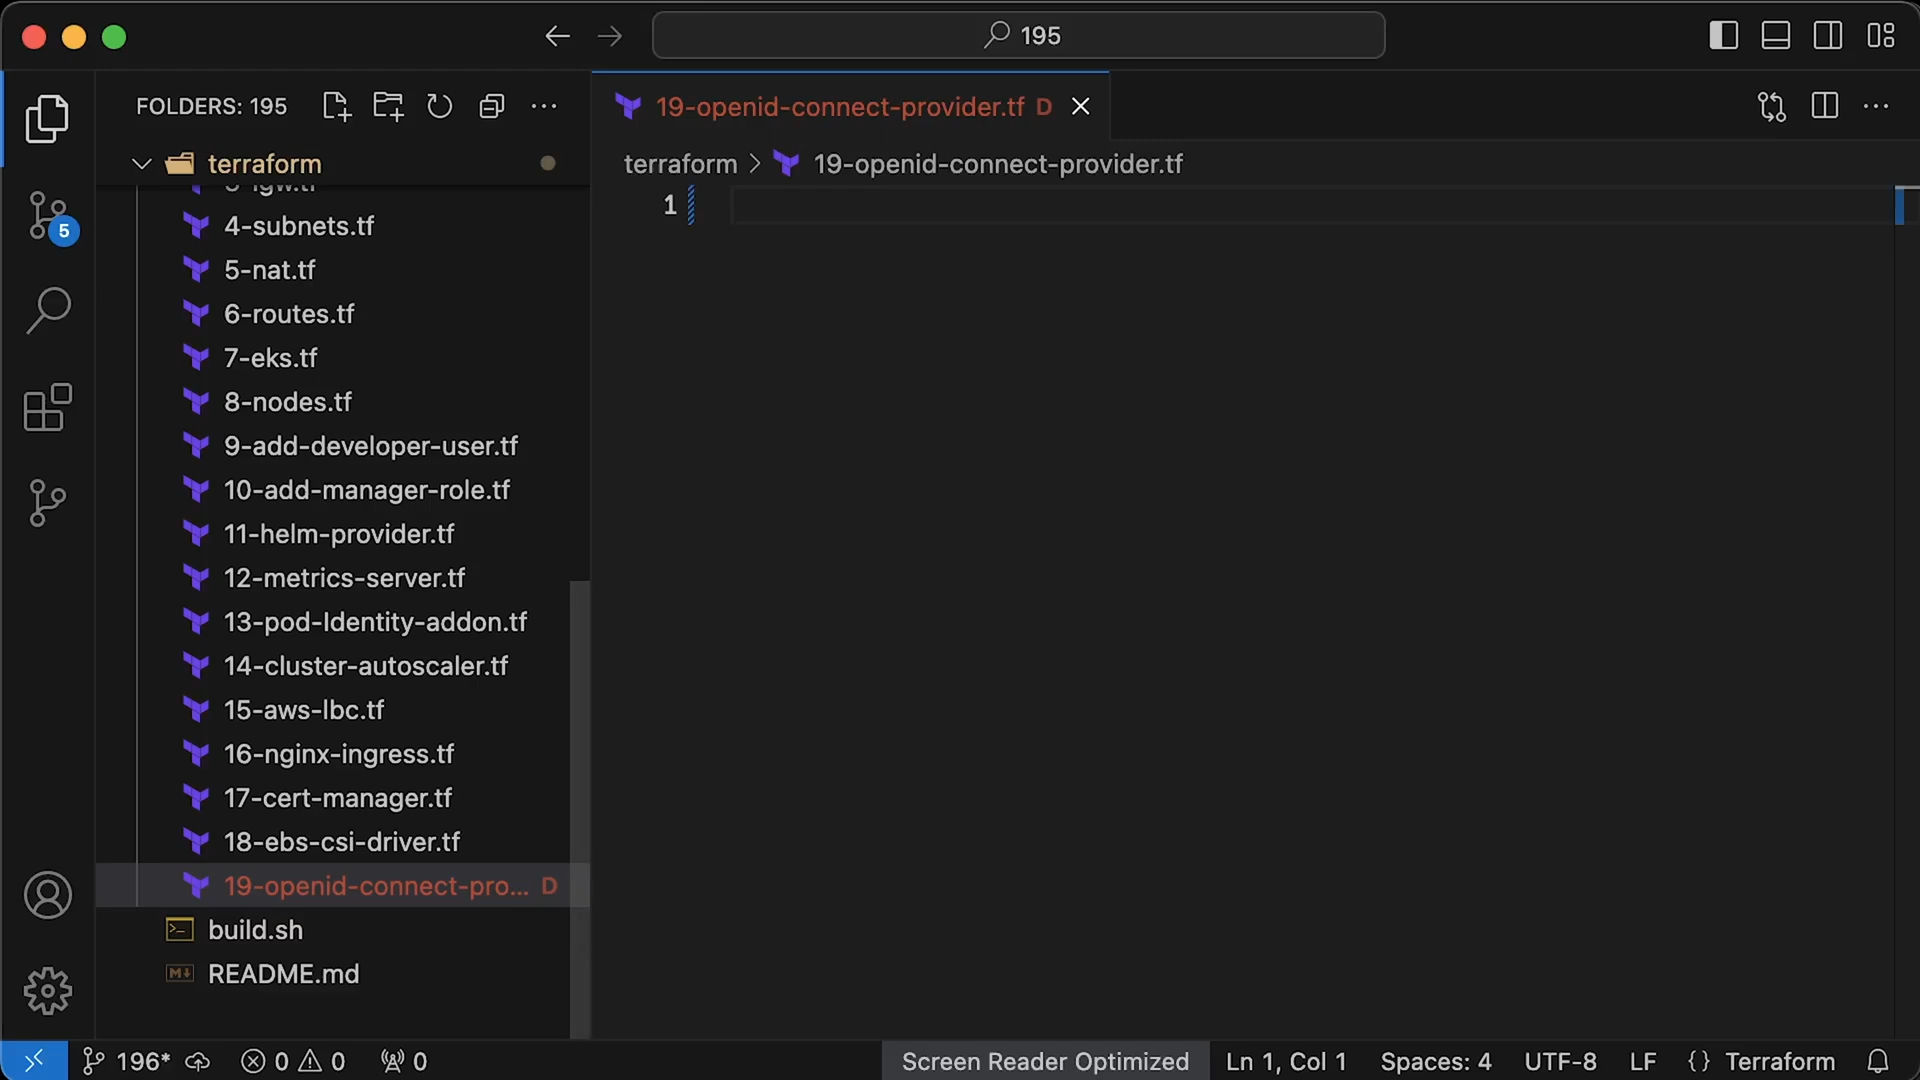 195
FOLDERS: 195
19-openid-connect-provider.tf D
terraform
terraform > 19-openid-connect-provider.tf
3-igw.tf
1
4-subnets.tf
5-nat.tf
6-routes.tf
7-eks.tf
8-nodes.tf
9-add-developer-user.tf
10-add-manager-role.tf
11-helm-provider.tf
12-metrics-server.tf
13-pod-Identity-addon.tf
14-cluster-autoscaler.tf
15-aws-lbc.tf
16-nginx-ingress.tf
17-cert-manager.tf
18-ebs-csi-driver.tf
19-openid-connect-pro... D
build.sh
README.md
5
196* 0 0 0 Screen Reader Optimized Ln 1, Col 1 Spaces: 4 UTF-8 LF {} Terraform